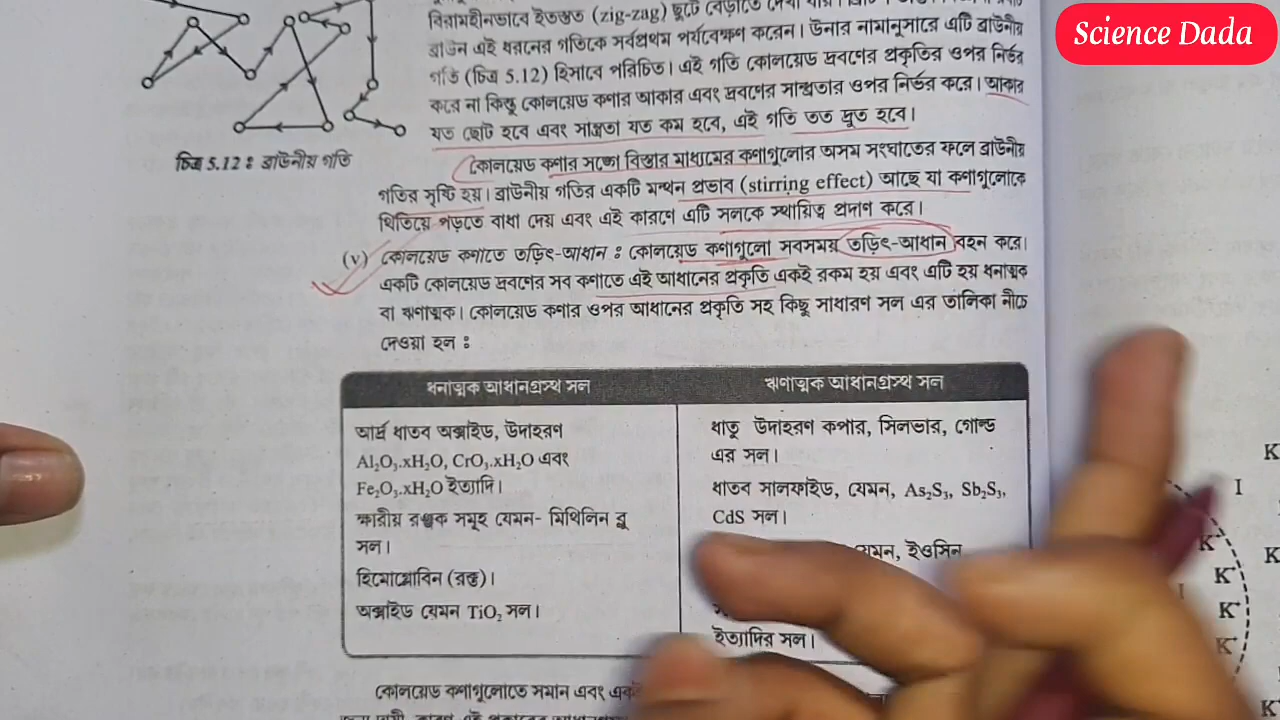 Science Dada
বিরামহীনভাবে ইতস্তত (zig-zag) ছুটে বেড়াতে দেখা যায়।
ব্রাউন এই ধরনের গতিকে সর্বপ্রথম পর্যবেক্ষণ করেন। উনার নামানুসারে এটি ব্রাউনীয়
গতি (চিত্র 5.12) হিসাবে পরিচিত। এই গতি কোলয়েড দ্রবণের প্রকৃতির ওপর নির্ভর
করে না কিন্তু কোলয়েড কণার আকার এবং দ্রবণের সান্দ্রতার ওপর নির্ভর করে। আকার
যত ছোট হবে এবং সান্দ্রতা যত কম হবে, এই গতি তত দ্রুত হবে।
চিত্র 5.12 : ব্রাউনীয় গতি
কোলয়েড কণার সঙ্গে বিস্তার মাধ্যমের কণাগুলোর অসম সংঘাতের ফলে ব্রাউনীয়
গতির সৃষ্টি হয়। ব্রাউনীয় গতির একটি মন্থন প্রভাব (stirring effect) আছে যা কণাগুলোকে
থিতিয়ে পড়তে বাধা দেয় এবং এই কারণে এটি সলকে স্থায়িত্ব প্রদান করে।
(v) কোলয়েড কণাতে তড়িৎ-আধান : কোলয়েড কণাগুলো সবসময় তড়িৎ-আধান বহন করে।
একটি কোলয়েড দ্রবণের সব কণাতে এই আধানের প্রকৃতি একই রকম হয় এবং এটি হয় ধনাত্মক
বা ঋণাত্মক। কোলয়েড কণার ওপর আধানের প্রকৃতি সহ কিছু সাধারণ সল এর তালিকা নীচে
দেওয়া হল :
ধনাত্মক আধানগ্রস্থ সল
আর্দ্র ধাতব অক্সাইড, উদাহরণ
Al₂O₃.xH₂O, CrO₃.xH₂O এবং
Fe₂O₃.xH₂O ইত্যাদি।
ক্ষারীয় রঞ্জক সমূহ যেমন- মিথিলিন ব্লু
সল।
হিমোগ্লোবিন (রক্ত)।
অক্সাইড যেমন TiO₂ সল।
ঋণাত্মক আধানগ্রস্থ সল
ধাতু উদাহরণ কপার, সিলভার, গোল্ড
এর সল।
ধাতব সালফাইড, যেমন, As₂S₃, Sb₂S₃,
CdS সল।
যেমন, ইওসিন
ইত্যাদির সল।
কোলয়েড কণাগুলোতে সমান এবং
K
I
K⁺
K
K⁺
I
K⁺
K
K⁺
K